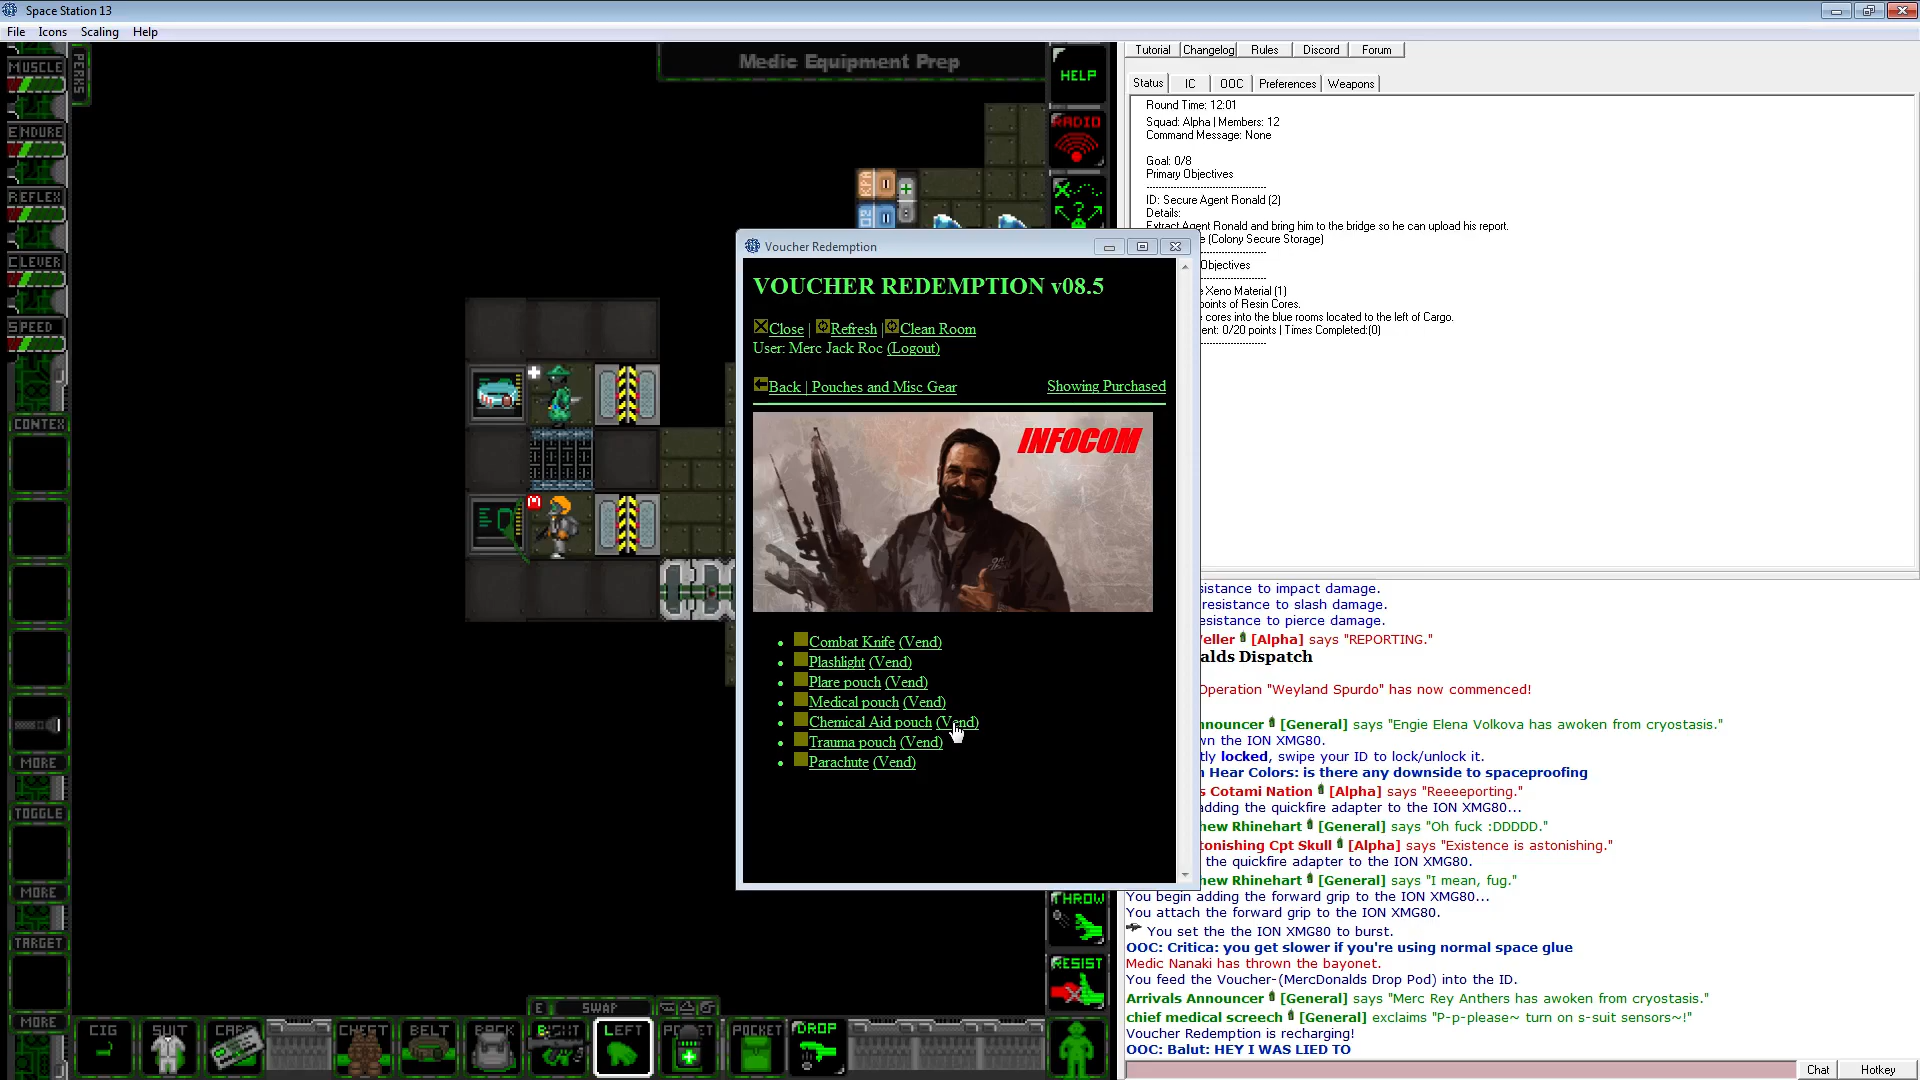 Space Station 13
File Icons Scaling Help
MUSCLE
PERKS
ENDURE
REFLEX
CLEVER
SPEED
CONTEX
MORE
TOGGLE
MORE
TARGET
MORE
Medic Equipment Prep
HELP
RADIO
THROW
RESIST
E SWAP
CIG SUIT CHEST BELT BACK LEFT POCKET POCKET DROP
Voucher Redemption
VOUCHER REDEMPTION v08.5
Close | Refresh | Clean Room
User: Merc Jack Roc (Logout)
Back | Pouches and Misc Gear Showing Purchased
INFOCOM
Combat Knife (Vend)
Plashlight (Vend)
Plare pouch (Vend)
Medical pouch (Vend)
Chemical Aid pouch (Vend)
Trauma pouch (Vend)
Parachute (Vend)
Tutorial Changelog Rules Discord Forum
Status IC OOC Preferences Weapons
Round Time: 12:01
Squad: Alpha | Members: 12
Command Message: None
Goal: 0/8
Primary Objectives
----------------------------------------
ID: Secure Agent Ronald (2)
Details:
Extract Agent Ronald and bring him to the bridge so he can upload his report.
(Colony Secure Storage)
----------------------------------------
Objectives
----------------------------------------
Xeno Material (1)
points of Resin Cores.
cores into the blue rooms located to the left of Cargo.
ent: 0/20 points | Times Completed:(0)
----------------------------------------
sistance to impact damage.
resistance to slash damage.
esistance to pierce damage.
eller [Alpha] says "REPORTING."
alds Dispatch
Operation "Weyland Spurdo" has now commenced!
nnouncer [General] says "Engie Elena Volkova has awoken from cryostasis."
wn the ION XMG80.
tly locked, swipe your ID to lock/unlock it.
n Hear Colors: is there any downside to spaceproofing
s Cotami Nation [Alpha] says "Reeeeporting."
adding the quickfire adapter to the ION XMG80...
hew Rhinehart [General] says "Oh fuck :DDDDD."
tonishing Cpt Skull [Alpha] says "Existence is astonishing."
the quickfire adapter to the ION XMG80.
hew Rhinehart [General] says "I mean, fug."
You begin adding the forward grip to the ION XMG80...
You attach the forward grip to the ION XMG80.
You set the the ION XMG80 to burst.
OOC: Critica: you get slower if you're using normal space glue
Medic Nanaki has thrown the bayonet.
You feed the Voucher-(MercDonalds Drop Pod) into the ID.
Arrivals Announcer [General] says "Merc Rey Anthers has awoken from cryostasis."
chief medical screech [General] exclaims "P-p-please~ turn on s-suit sensors~!"
Voucher Redemption is recharging!
OOC: Balut: HEY I WAS LIED TO
Chat Hotkey